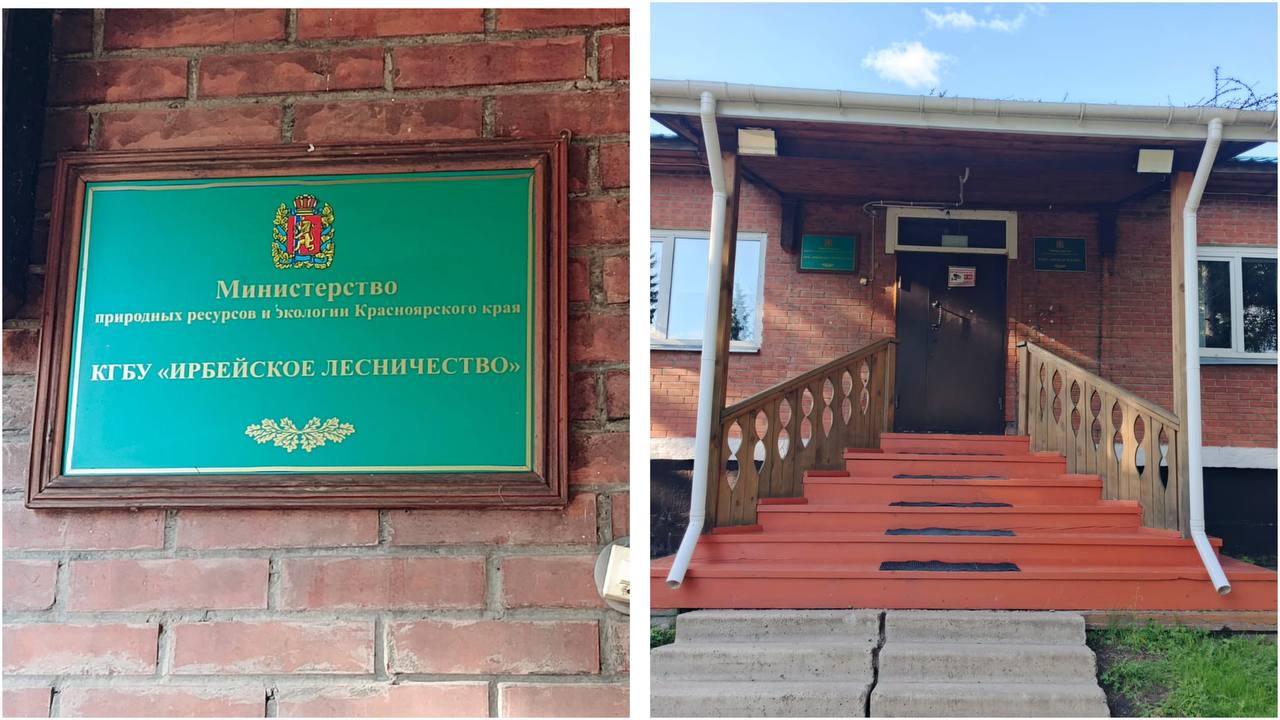 Министерство
природных ресурсов и экологии Красноярского края
КГБУ «ИРБЕЙСКОЕ ЛЕСНИЧЕСТВО»